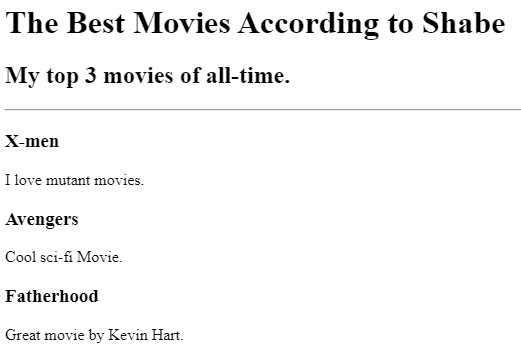 The Best Movies According to Shabe
My top 3 movies of all-time.
X-men
I love mutant movies.
Avengers
Cool sci-fi Movie.
Fatherhood
Great movie by Kevin Hart.